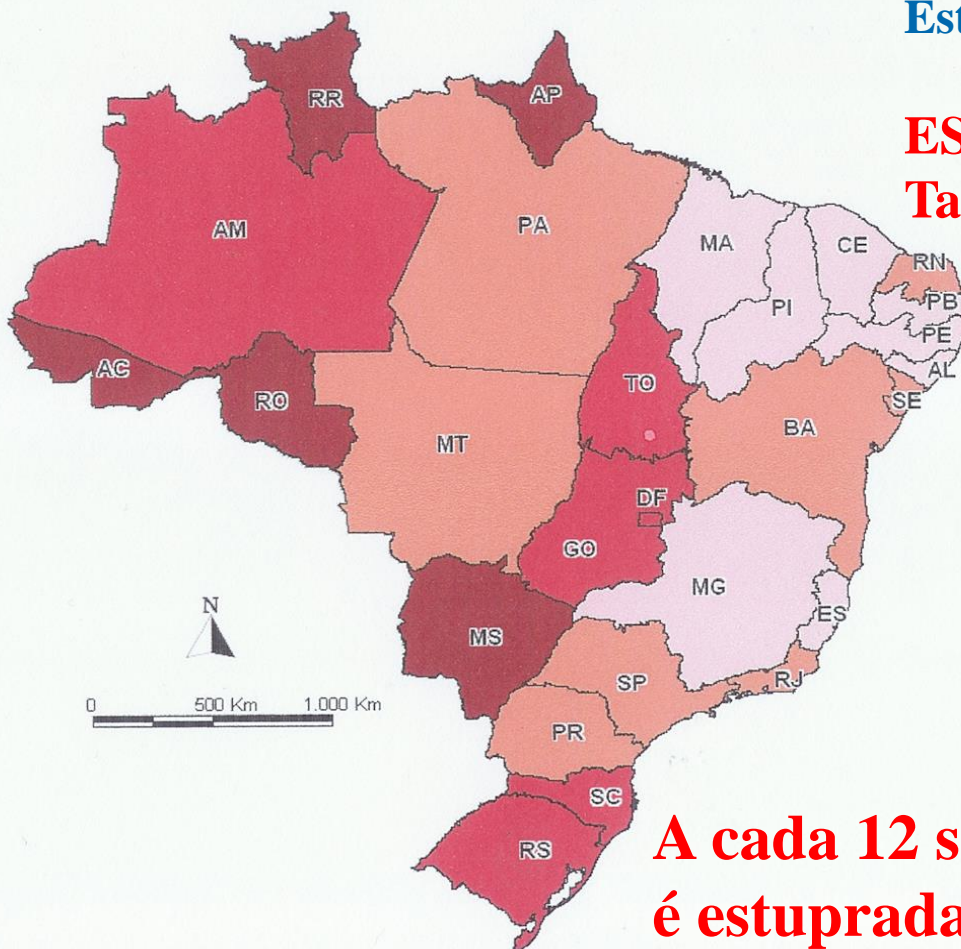 Est
ES
Ta
RR
AP
AM
PA
MA
CE
RN
PB
PI
PE
AL
AC
TO
SE
RO
BA
MT
DF
GO
MG
N
ES
MS
SP
RJ
0 500 Km 1.000 Km
PR
SC
RS
A cada 12 s
é estuprada